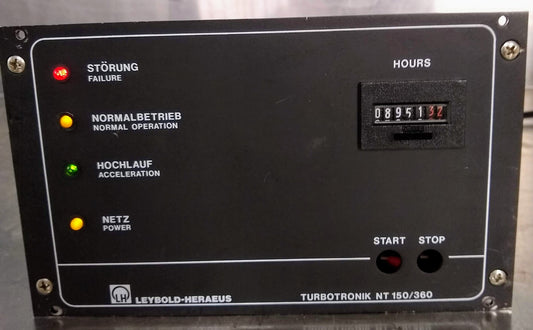 STÖRUNG
FAILURE
HOURS
0895132
NORMALBETRIEB
NORMAL OPERATION
HOCHLAUF
ACCELERATION
NETZ
POWER
START STOP
LH LEYBOLD-HERAEUS
TURBOTRONIK NT 150/360